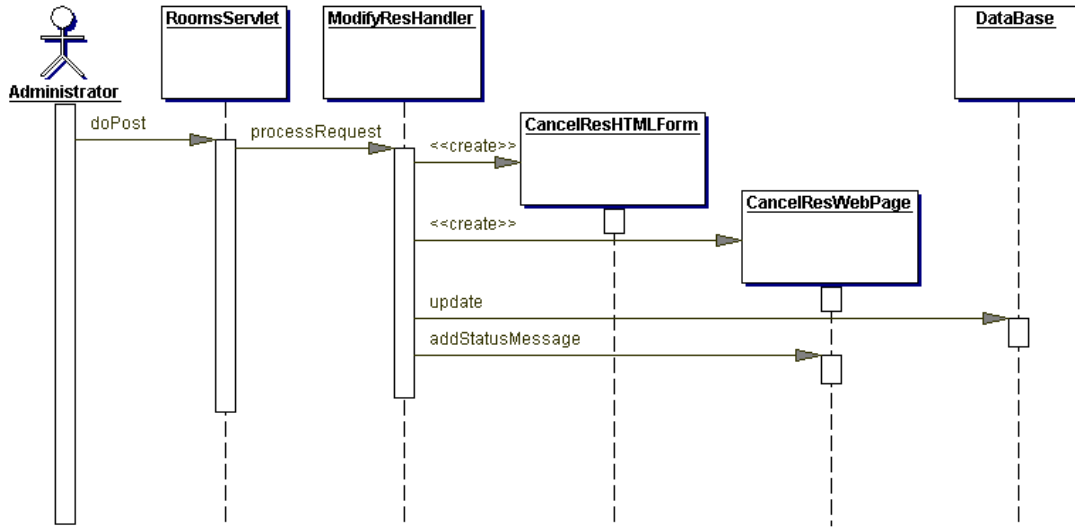 RoomsServlet
ModifyResHandler
DataBase
Administrator
doPost
processRequest
CancelResHTMLForm
<<create>>
CancelResWebPage
<<create>>
update
addStatusMessage